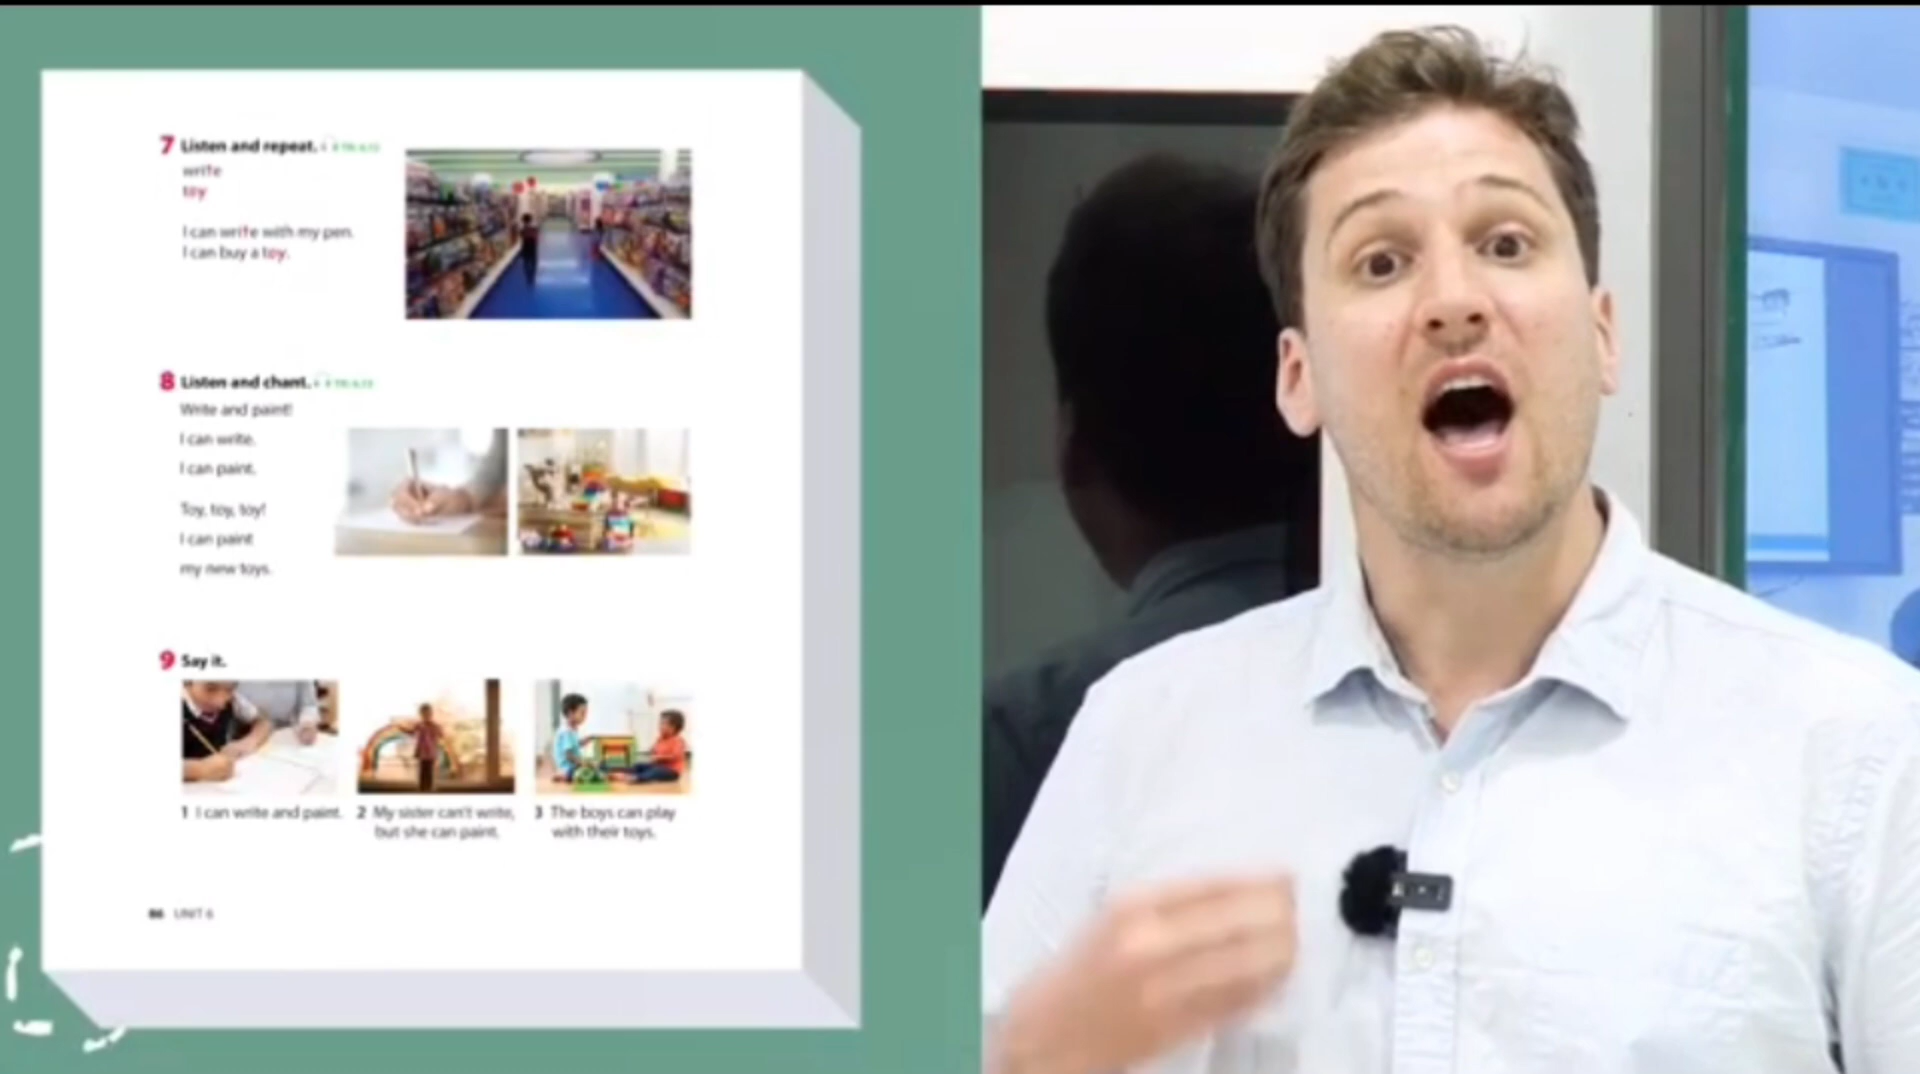 7 Listen and repeat.
write
toy
I can write with my pen.
I can buy a toy.
8 Listen and chant.
Write and paint!
I can write.
I can paint.
Toy, toy, toy!
I can paint
my new toys.
9 Say it.
1 I can write and paint.
2 My sister can't write,
but she can paint.
3 The boys can play
with their toys.
86 UNIT 6